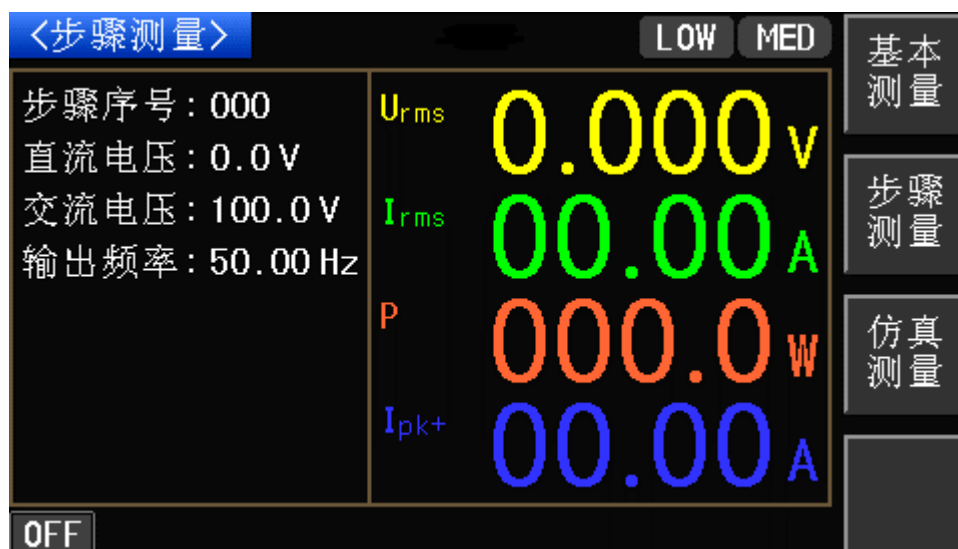 <步骤测量>
LOW MED
步骤序号:000
直流电压:0.0V
交流电压:100.0V
输出频率:50.00Hz
Urms 0.000 V
Irms 00.00 A
P 000.0 W
Ipk+ 00.00 A
基本
测量
步骤
测量
仿真
测量
OFF